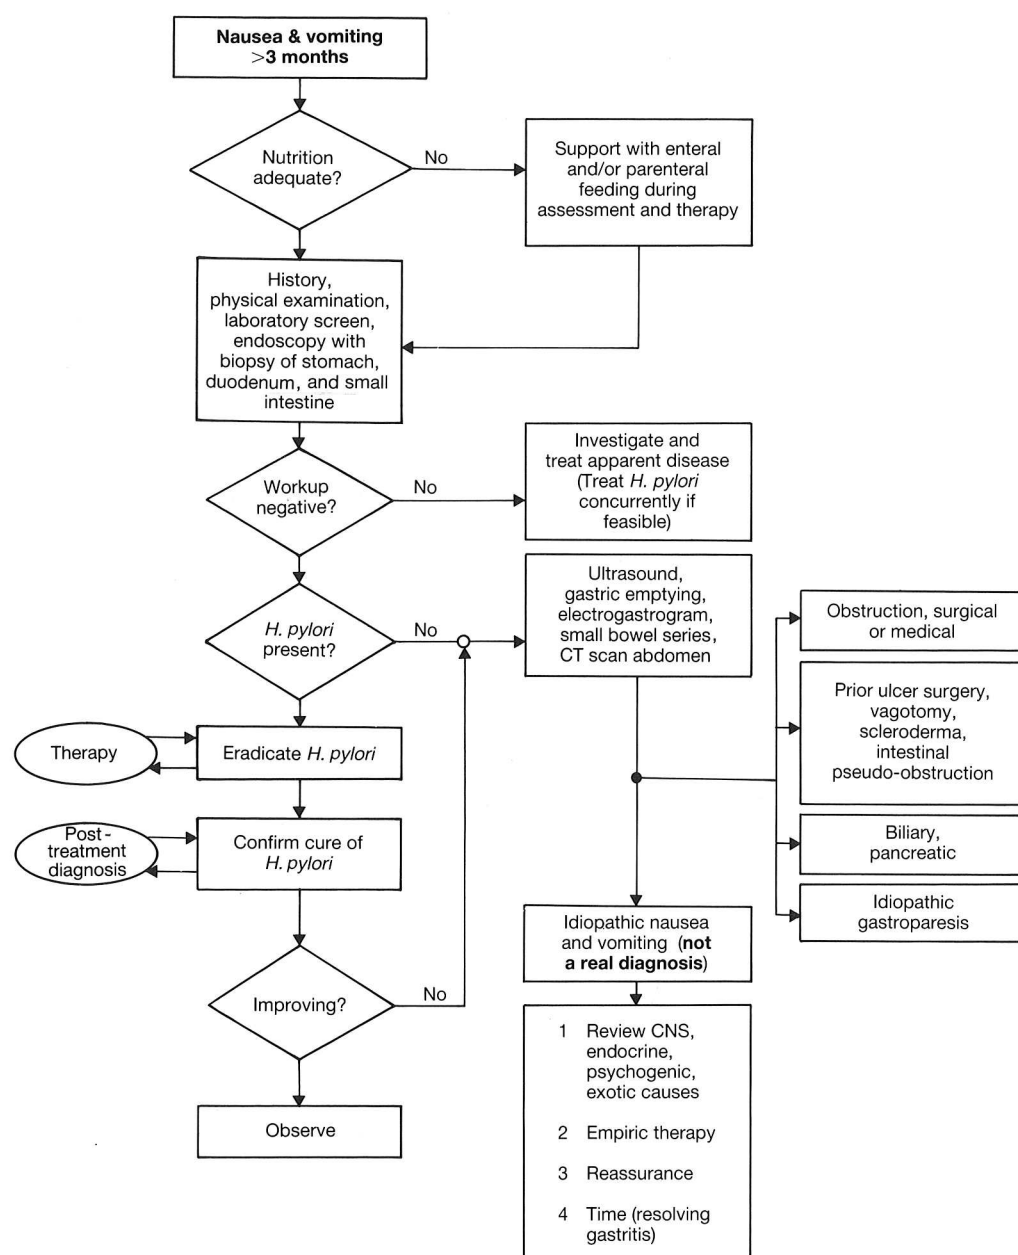 Nausea & vomiting
>3 months
Nutrition
adequate?
No
Support with enteral
and/or parenteral
feeding during
assessment and therapy
History,
physical examination,
laboratory screen,
endoscopy with
biopsy of stomach,
duodenum, and small
intestine
Workup
negative?
No
Investigate and
treat apparent disease
(Treat H. pylori
concurrently if
feasible)
H. pylori
present?
No
Ultrasound,
gastric emptying,
electrogastrogram,
small bowel series,
CT scan abdomen
Obstruction, surgical
or medical
Prior ulcer surgery,
vagotomy,
scleroderma,
intestinal
pseudo-obstruction
Biliary,
pancreatic
Idiopathic
gastroparesis
Therapy
Eradicate H. pylori
Post-
treatment
diagnosis
Confirm cure of
H. pylori
Improving?
No
Observe
Idiopathic nausea
and vomiting (not
a real diagnosis)
1 Review CNS,
endocrine,
psychogenic,
exotic causes
2 Empiric therapy
3 Reassurance
4 Time (resolving
gastritis)